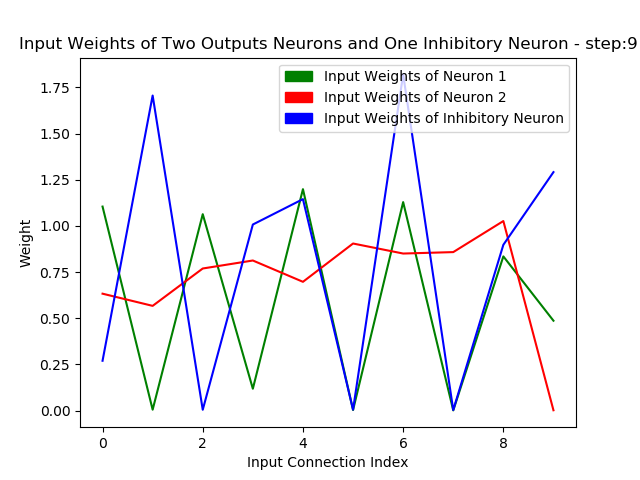 Input Weights of Two Outputs Neurons and One Inhibitory Neuron - step:9
Input Weights of Neuron 1
Input Weights of Neuron 2
Input Weights of Inhibitory Neuron
Weight
1.75
1.50
1.25
1.00
0.75
0.50
0.25
0.00
0 2 4 6 8
Input Connection Index